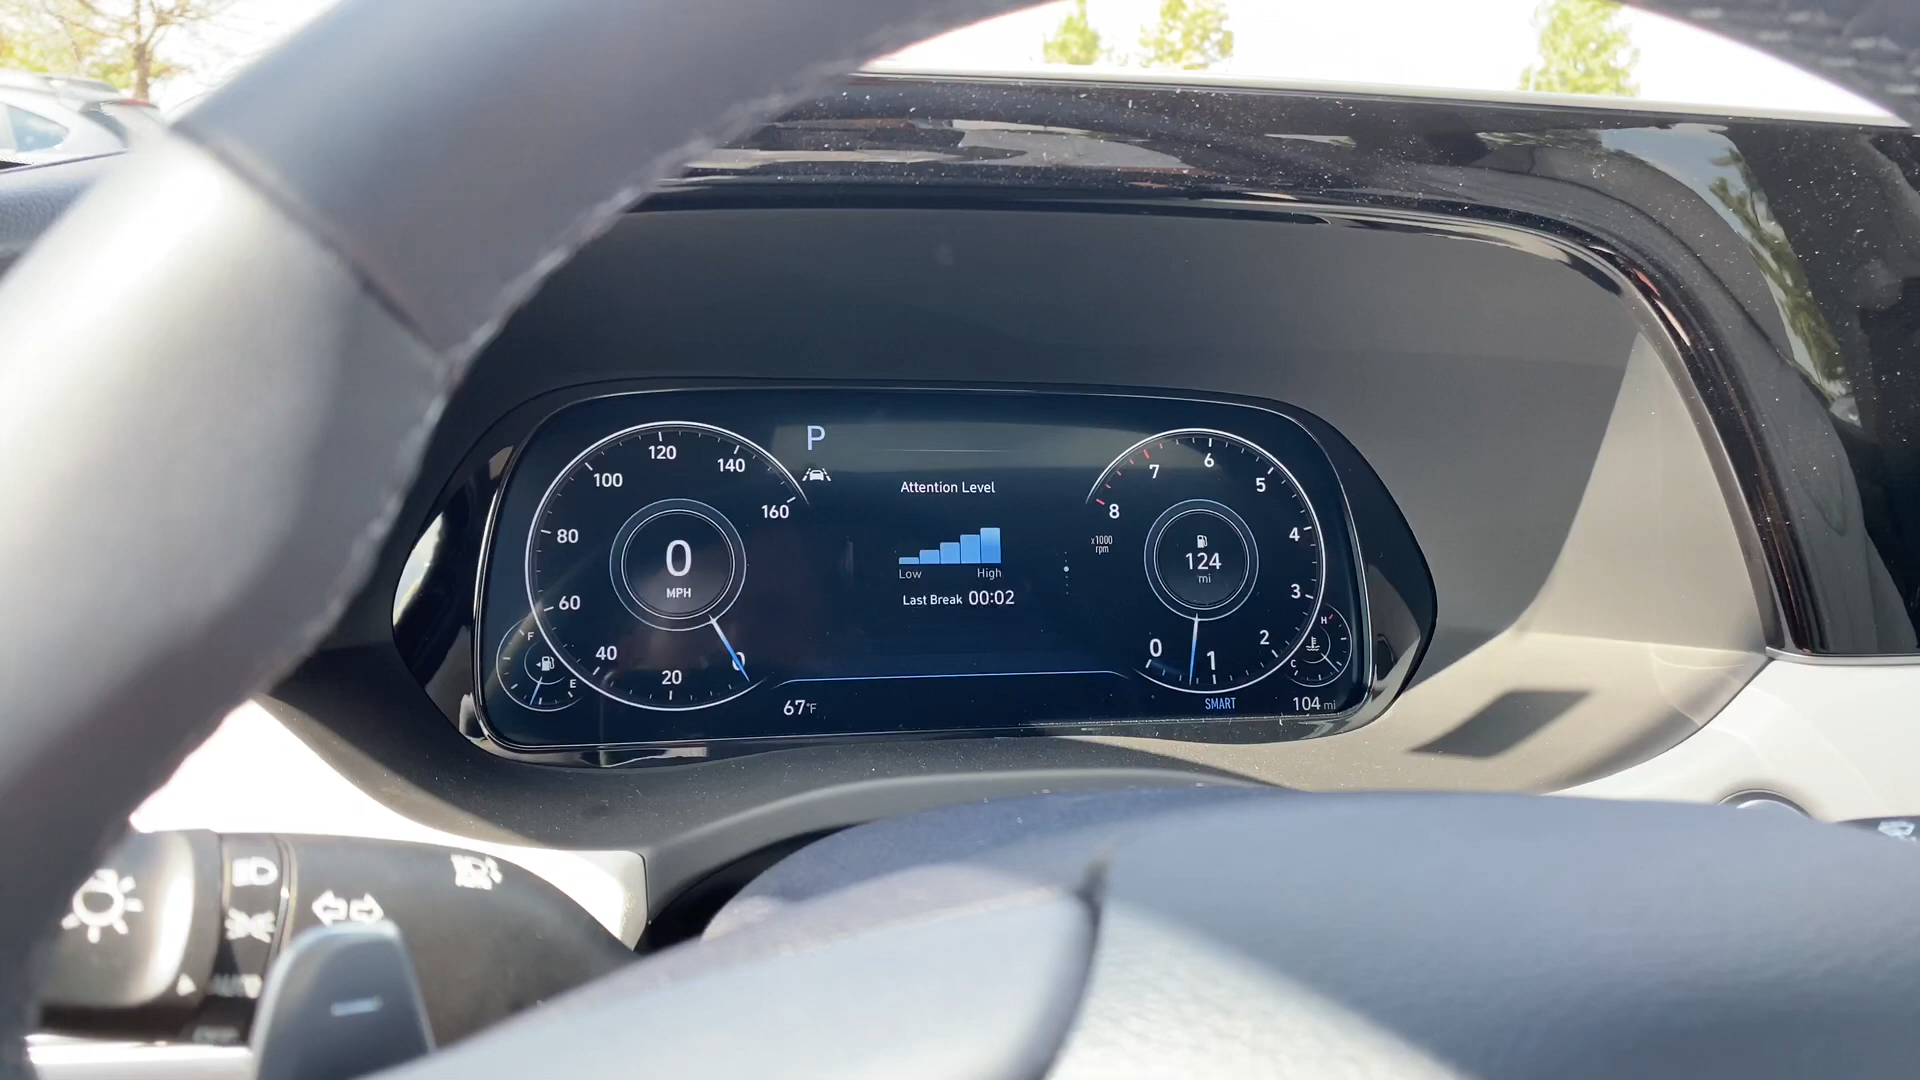 P
120
140
100
160
80
60
40
20
0
0
MPH
F
E
Attention Level
Low High
Last Break 00:02
67°F
7
6
5
8
4
3
2
1
0
x1000
rpm
124
mi
H
C
SMART
104 mi